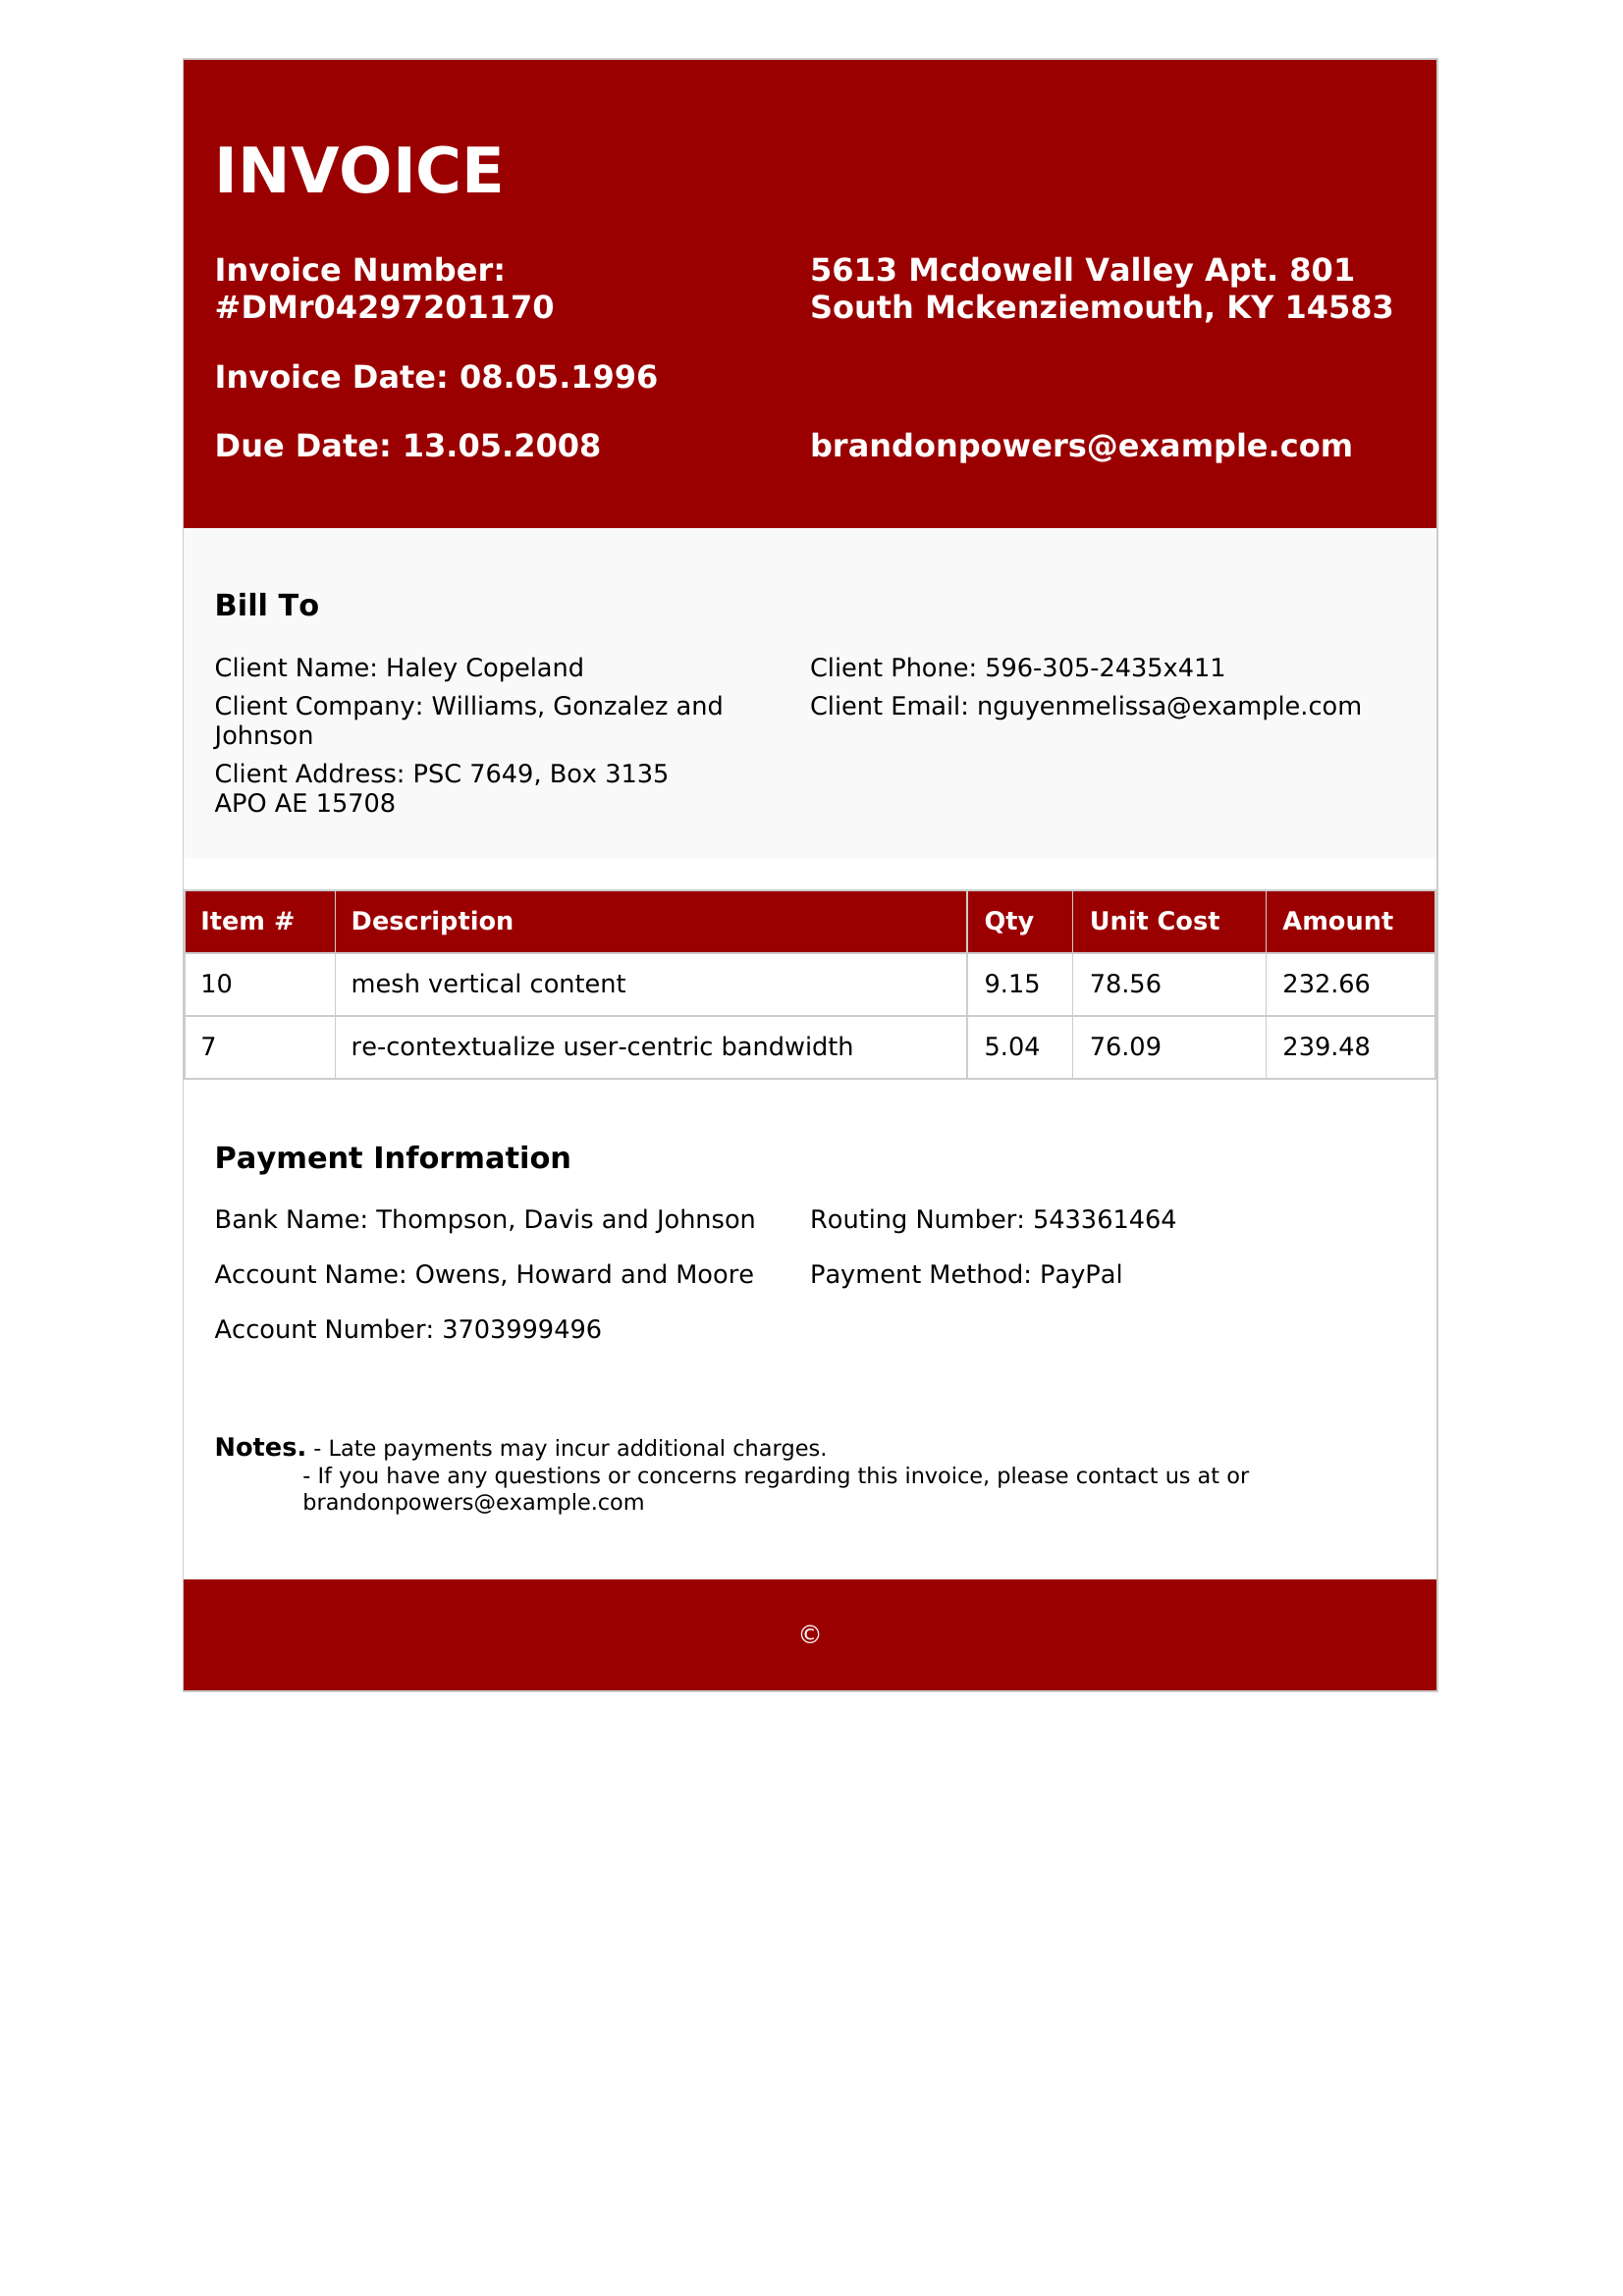 INVOICE
Invoice Number:
#DMr04297201170
5613 Mcdowell Valley Apt. 801
South Mckenziemouth, KY 14583
Invoice Date: 08.05.1996
Due Date: 13.05.2008
brandonpowers@example.com
Bill To
Client Name: Haley Copeland
Client Company: Williams, Gonzalez and
Johnson
Client Address: PSC 7649, Box 3135
APO AE 15708
Client Phone: 596-305-2435x411
Client Email: nguyenmelissa@example.com
Item # Description Qty Unit Cost Amount
10 mesh vertical content 9.15 78.56 232.66
7 re-contextualize user-centric bandwidth 5.04 76.09 239.48
Payment Information
Bank Name: Thompson, Davis and Johnson
Account Name: Owens, Howard and Moore
Account Number: 3703999496
Routing Number: 543361464
Payment Method: PayPal
Notes. - Late payments may incur additional charges.
- If you have any questions or concerns regarding this invoice, please contact us at or
brandonpowers@example.com
©